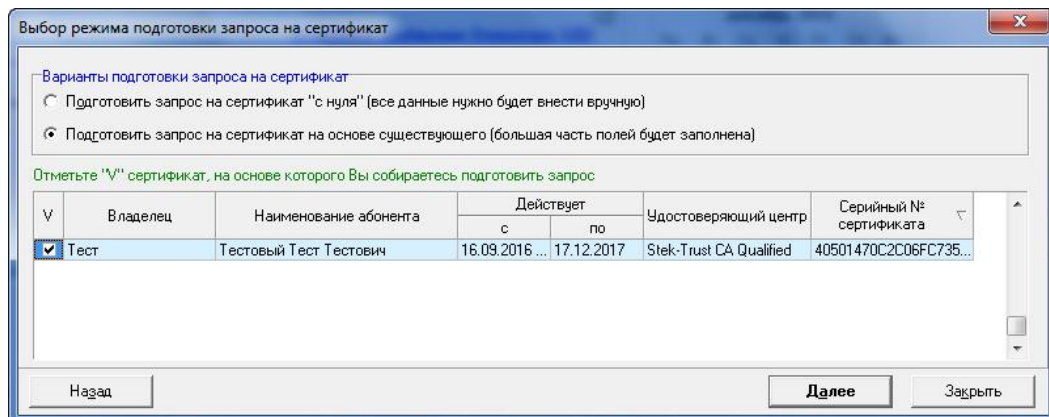 Выбор режима подготовки запроса на сертификат
Варианты подготовки запроса на сертификат
Подготовить запрос на сертификат "с нуля" (все данные нужно будет внести вручную)
Подготовить запрос на сертификат на основе существующего (большая часть полей будет заполнена)
Отметьте "V" сертификат, на основе которого Вы собираетесь подготовить запрос
V Владелец Наименование абонента Действует Удостоверяющий центр Серийный № сертификата
с по
Тест Тестовый Тест Тестович 16.09.2016 ... 17.12.2017 Stek-Trust CA Qualified 40501470C2C06FC735...
Назад Далее Закрыть